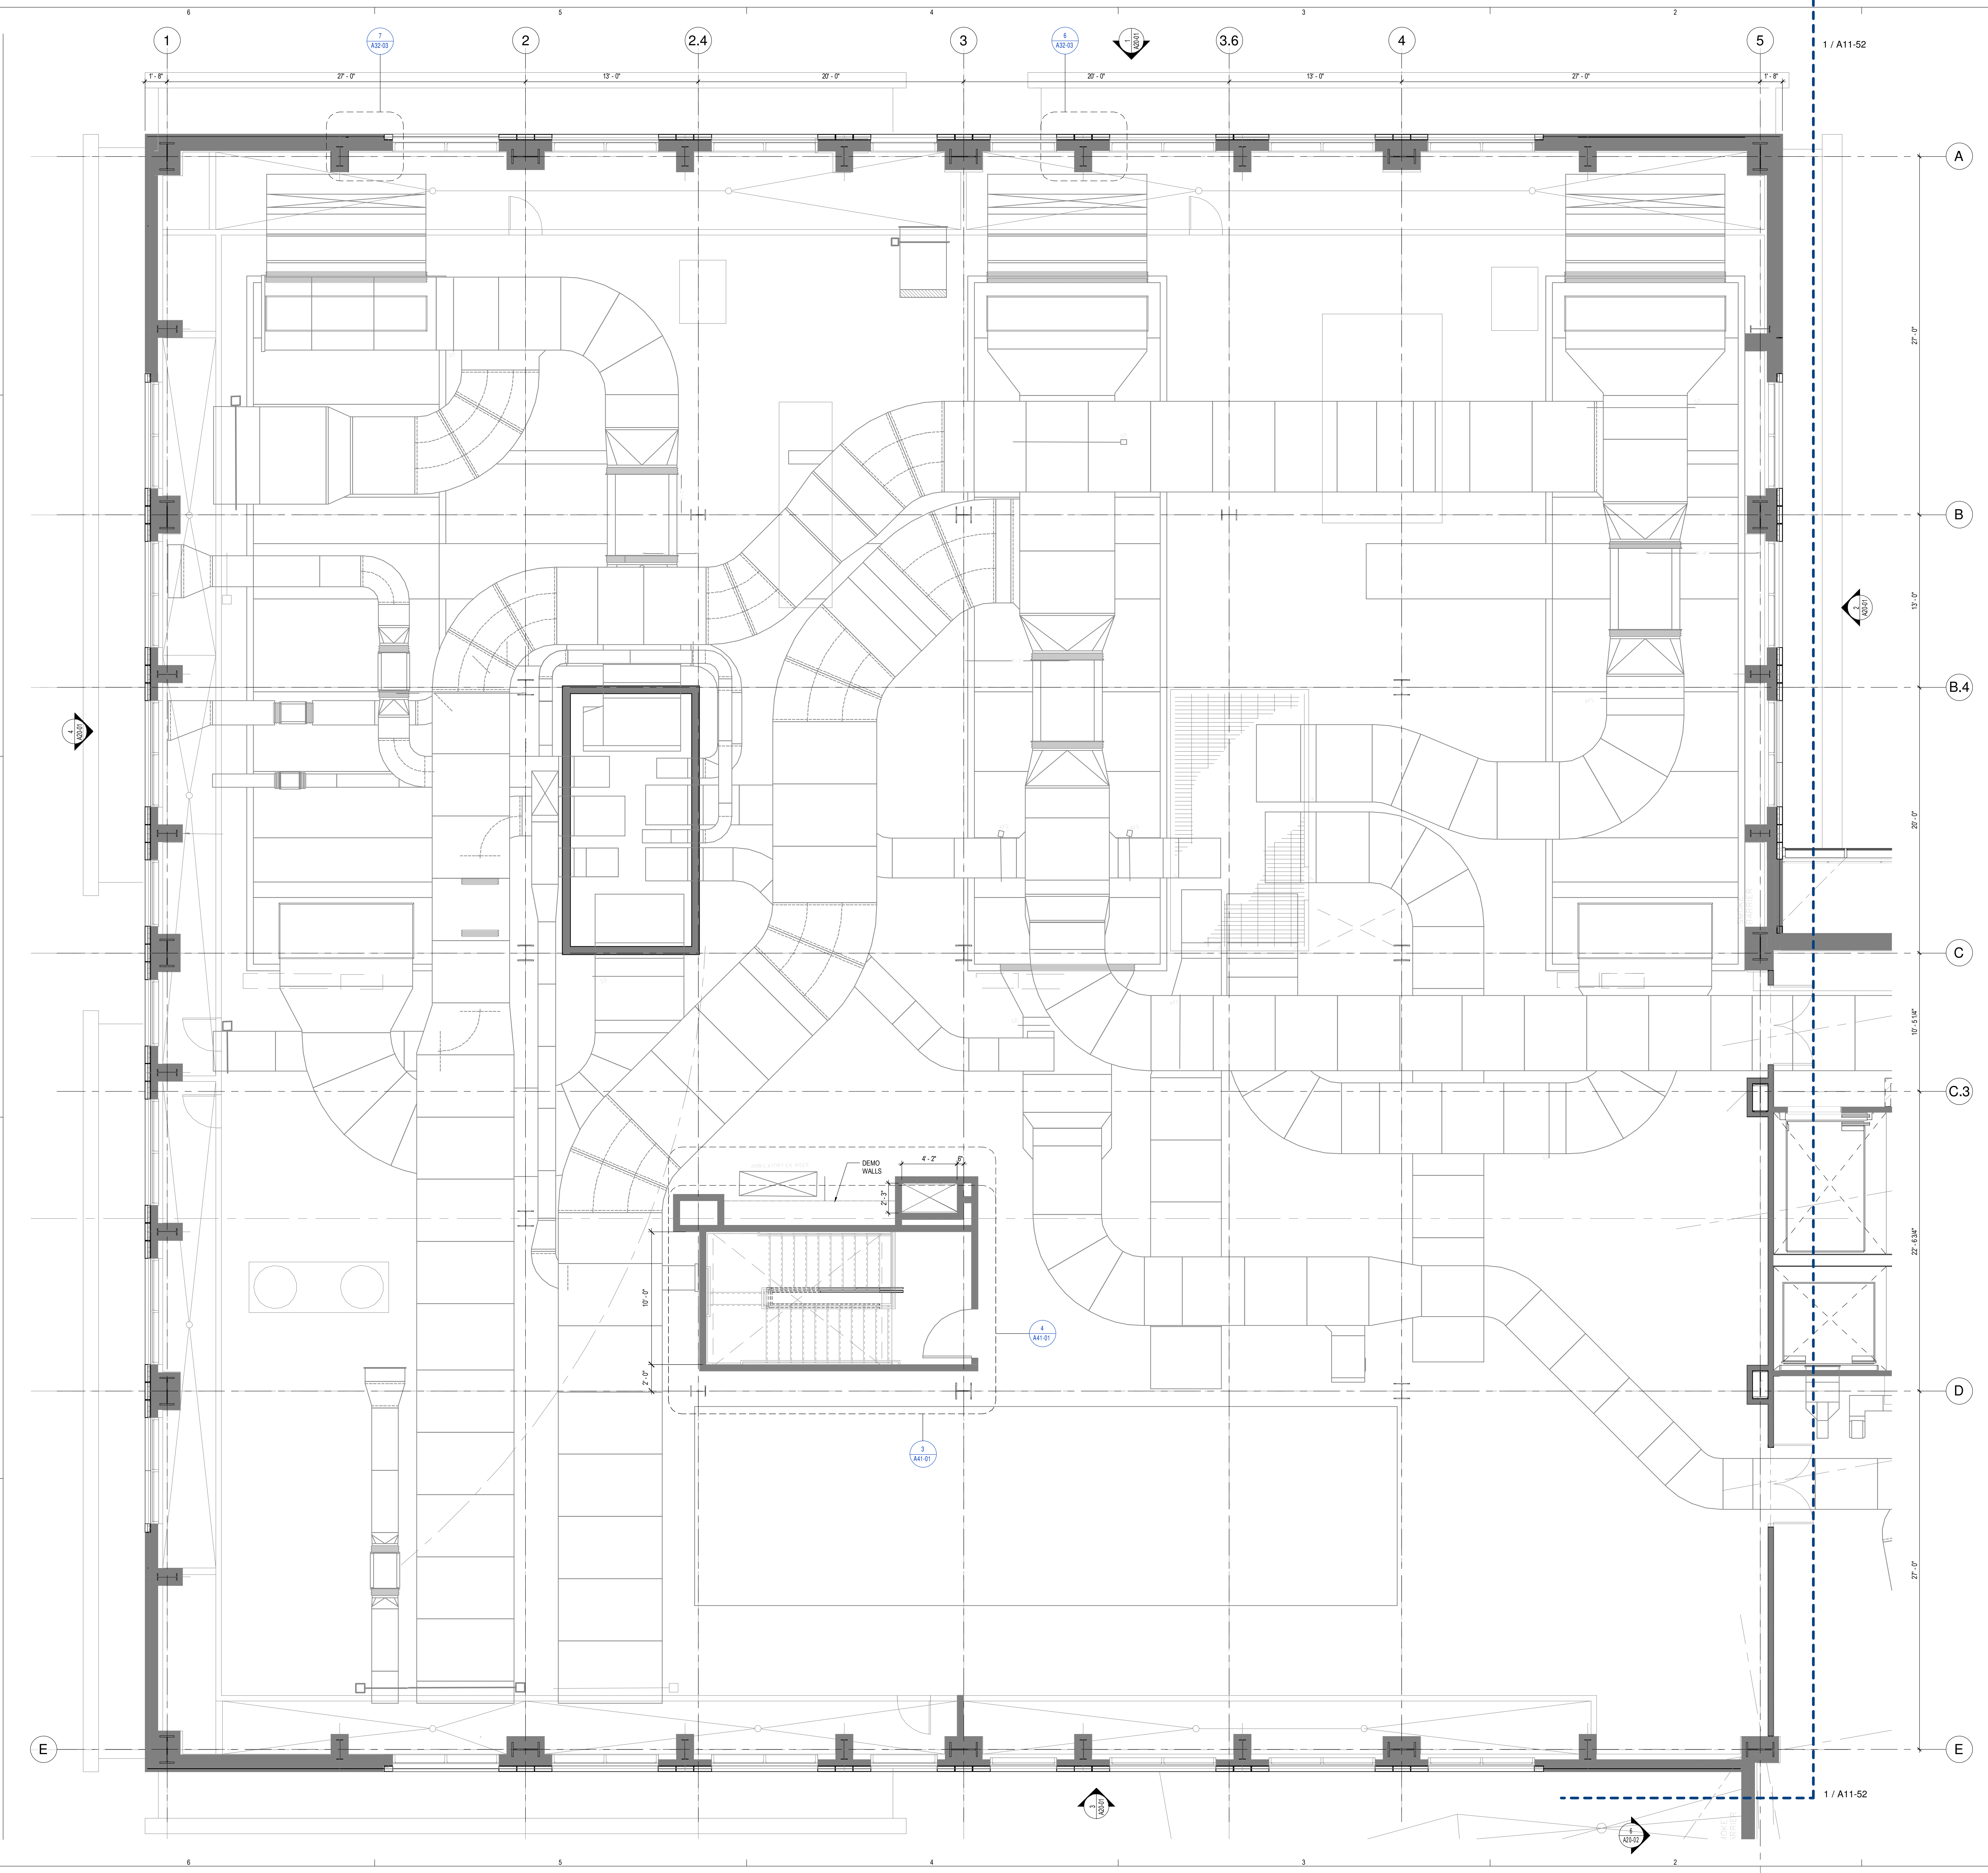 6
5
4
3
2
1
7
A32-03
2
2.4
3
6
A32-03
1
A20-01
3.6
4
5
1 / A11-52
1' - 8"
27' - 0"
13' - 0"
20' - 0"
20' - 0"
13' - 0"
27' - 0"
1' - 8"
A
27' - 0"
B
13' - 0"
2
A20-01
B.4
4
A20-01
20' - 0"
C
10' - 5 1/4"
C.3
DEMO
WALLS
4' - 2"
6"
2' - 3"
22' - 6 3/4"
10' - 0"
4
A41-01
2' - 0"
D
3
A41-01
27' - 0"
E
E
3
A20-01
1 / A11-52
6
A20-02
6
5
4
3
2